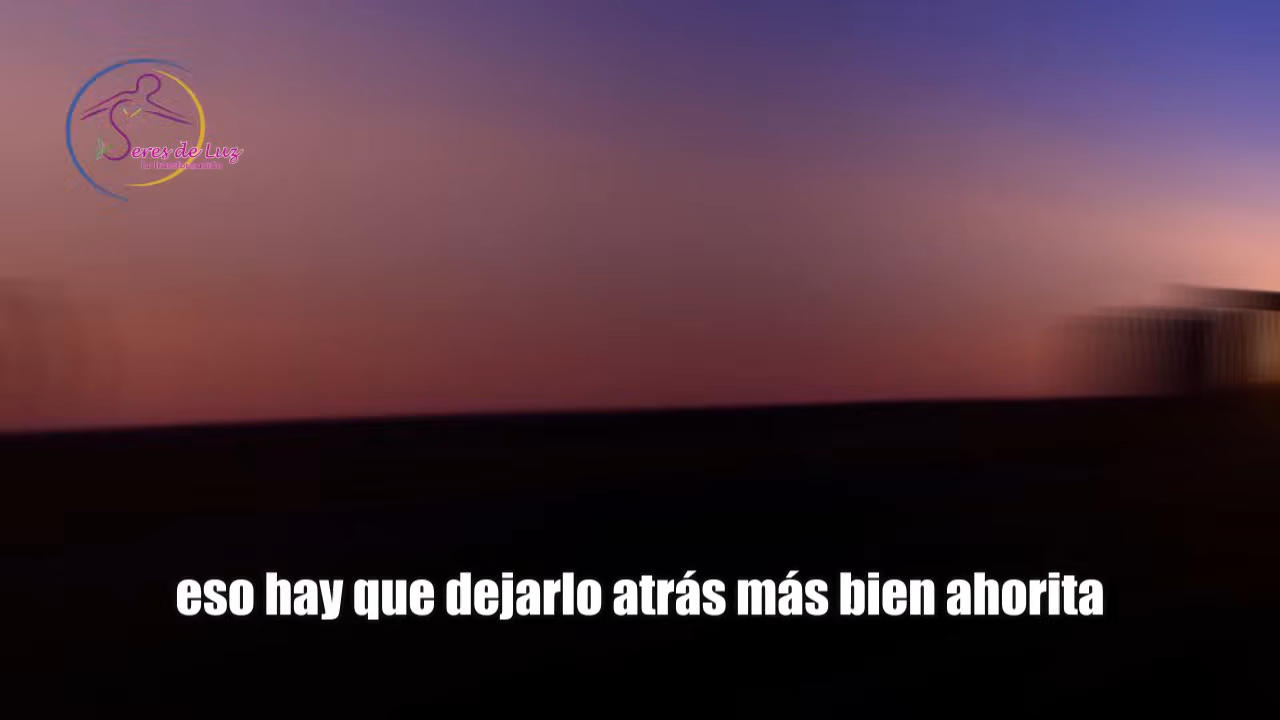 Seres de Luz
eso hay que dejarlo atrás más bien ahorita